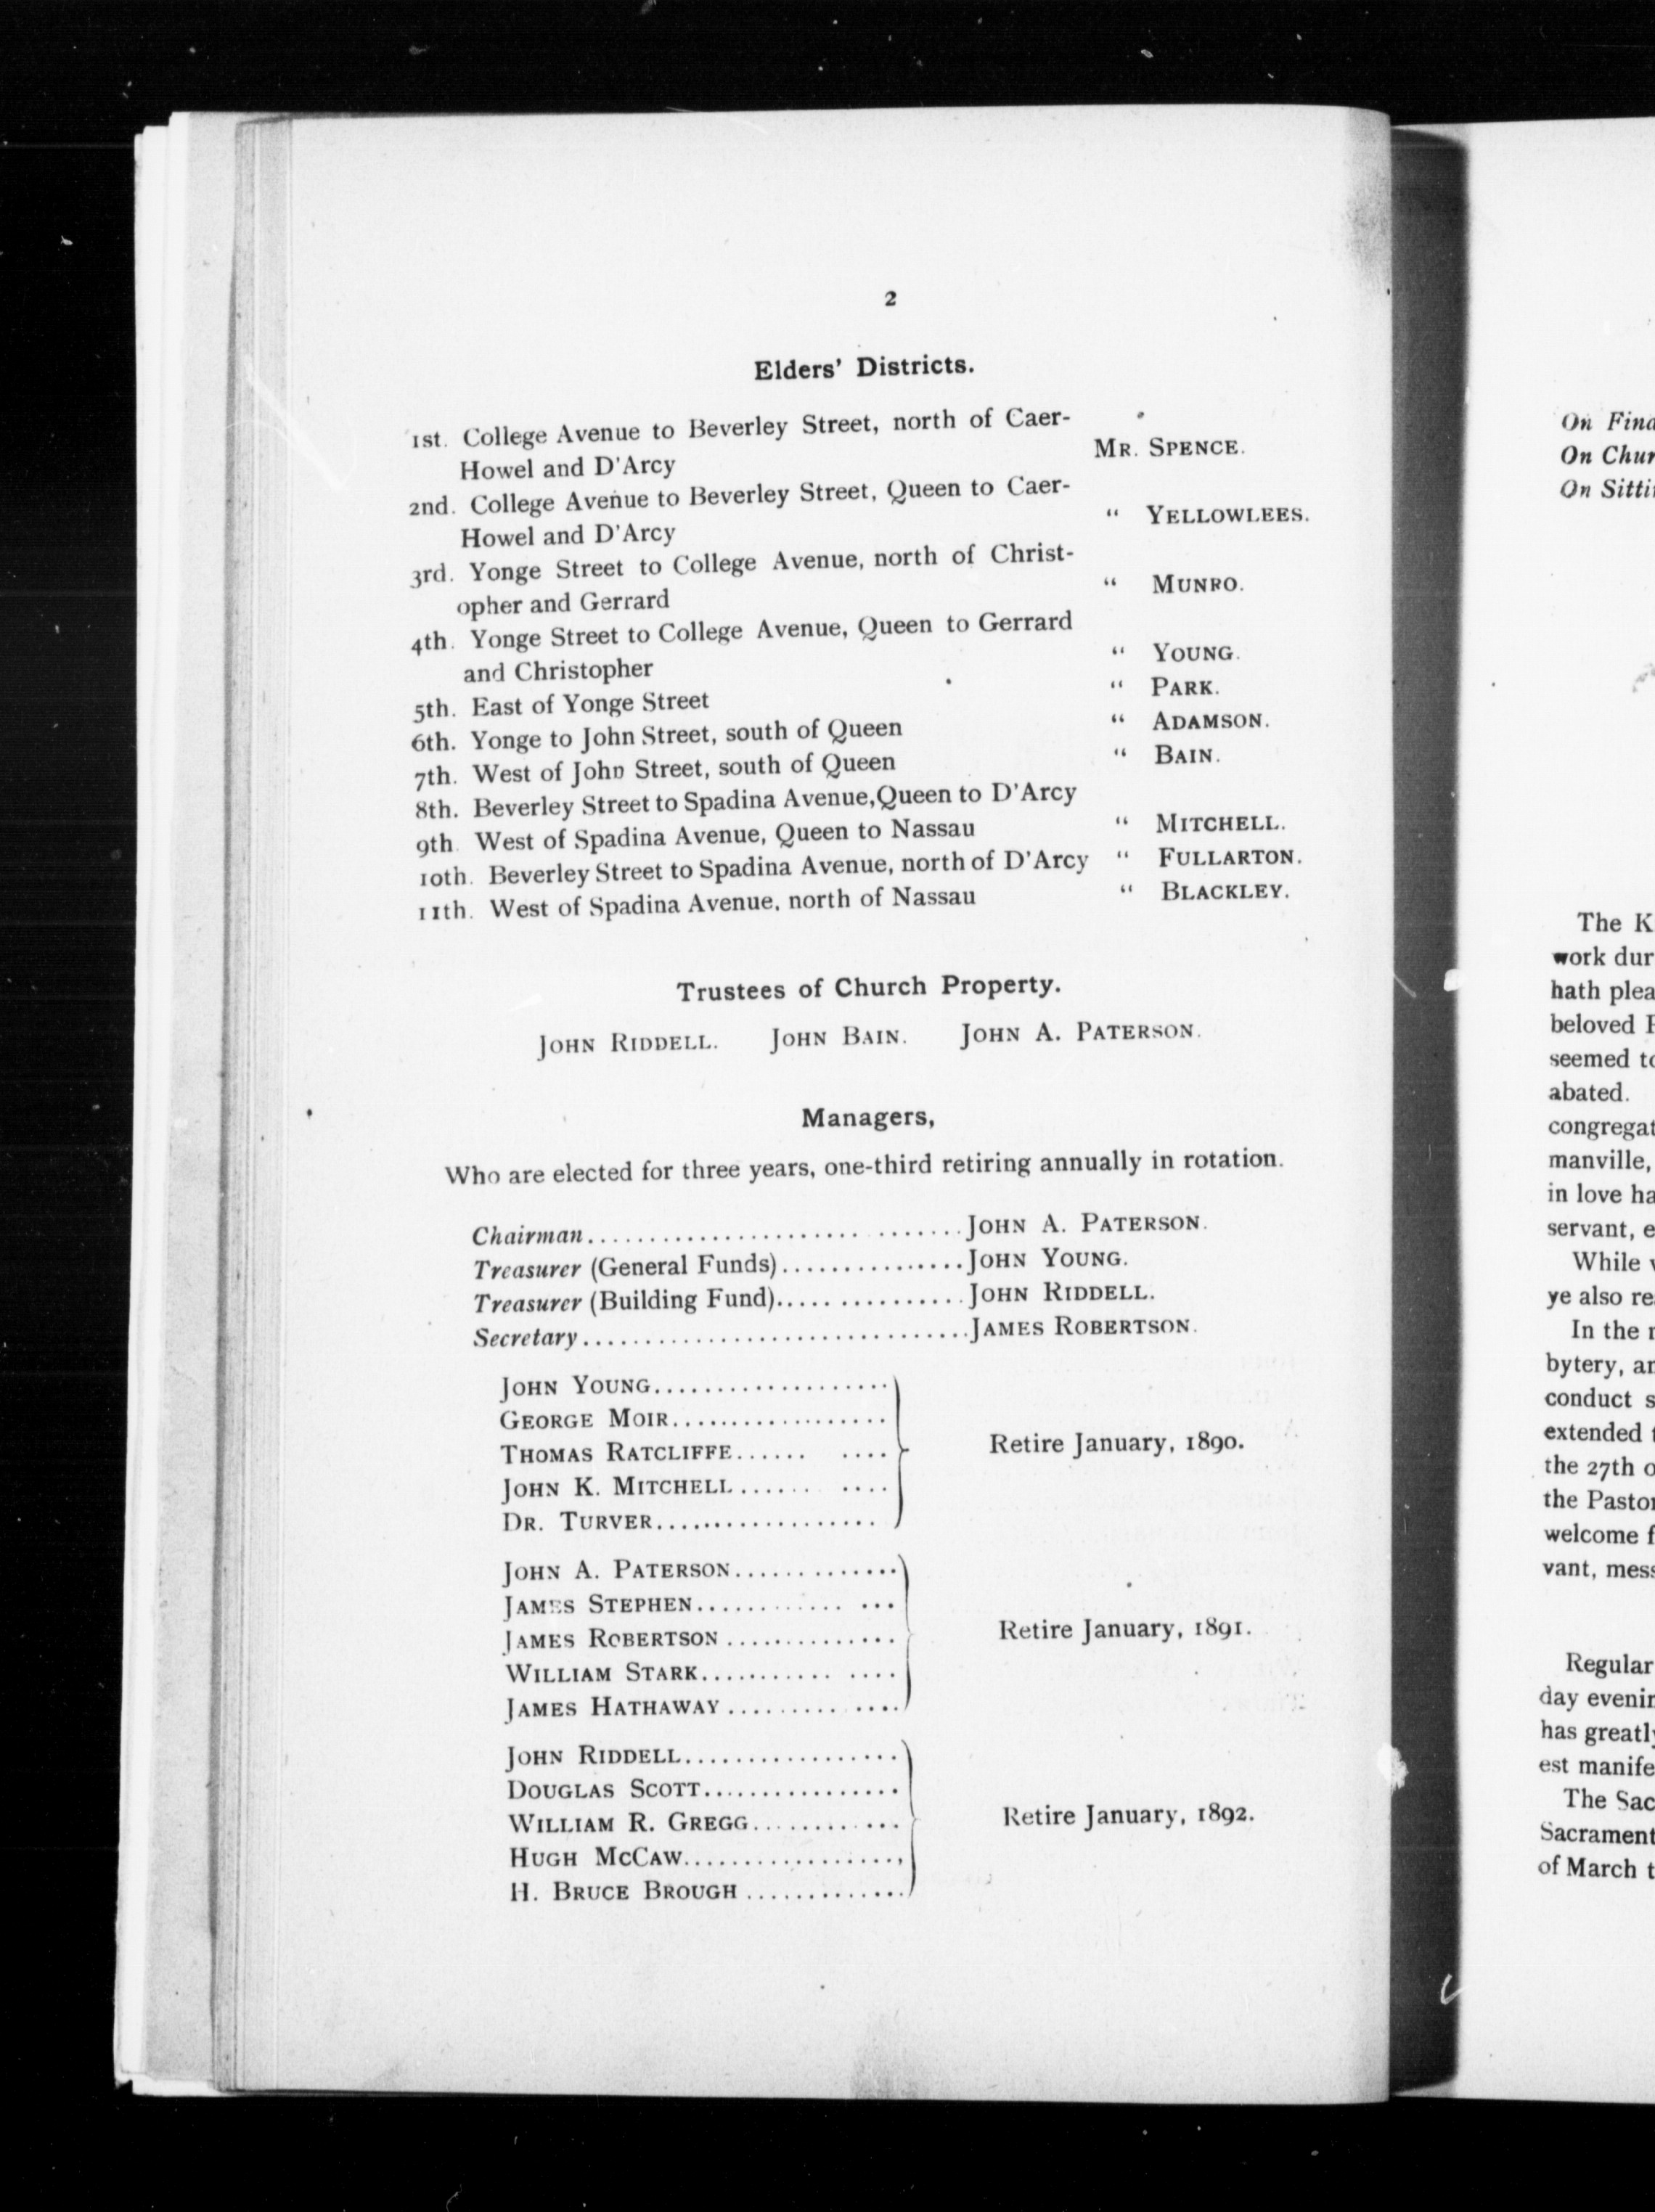 2
Elders' Districts.
1st. College Avenue to Beverley Street, north of Caer-
Howel and D'Arcy MR. SPENCE.
2nd. College Avenue to Beverley Street, Queen to Caer-
Howel and D'Arcy " YELLOWLEES.
3rd. Yonge Street to College Avenue, north of Christ-
opher and Gerrard " MUNRO.
4th. Yonge Street to College Avenue, Queen to Gerrard
and Christopher " YOUNG.
5th. East of Yonge Street " PARK.
6th. Yonge to John Street, south of Queen " ADAMSON.
7th. West of John Street, south of Queen " BAIN.
8th. Beverley Street to Spadina Avenue, Queen to D'Arcy
9th. West of Spadina Avenue, Queen to Nassau " MITCHELL.
10th. Beverley Street to Spadina Avenue, north of D'Arcy " FULLARTON.
11th. West of Spadina Avenue, north of Nassau " BLACKLEY.
Trustees of Church Property.
JOHN RIDDELL. JOHN BAIN. JOHN A. PATERSON.
Managers,
Who are elected for three years, one-third retiring annually in rotation.
Chairman.............................JOHN A. PATERSON.
Treasurer (General Funds)...............JOHN YOUNG.
Treasurer (Building Fund)................JOHN RIDDELL.
Secretary................................JAMES ROBERTSON.
JOHN YOUNG....................
GEORGE MOIR..................
THOMAS RATCLIFFE...... .... Retire January, 1890.
JOHN K. MITCHELL...... ....
DR. TURVER...................
JOHN A. PATERSON..............
JAMES STEPHEN............. ...
JAMES ROBERTSON.............. Retire January, 1891.
WILLIAM STARK........... ....
JAMES HATHAWAY..............
JOHN RIDDELL..................
DOUGLAS SCOTT.................
WILLIAM R. GREGG............. Retire January, 1892.
HUGH MCCAW..................,
H. BRUCE BROUGH..............
On
On
On
The
work
hath
beloved
seemed
abated.
manville,
in love
servant,
While
ye also
In the
bytery,
conduct
extended
the 27th
the
welcome
vant,
Regular
day
has
est
The
of March